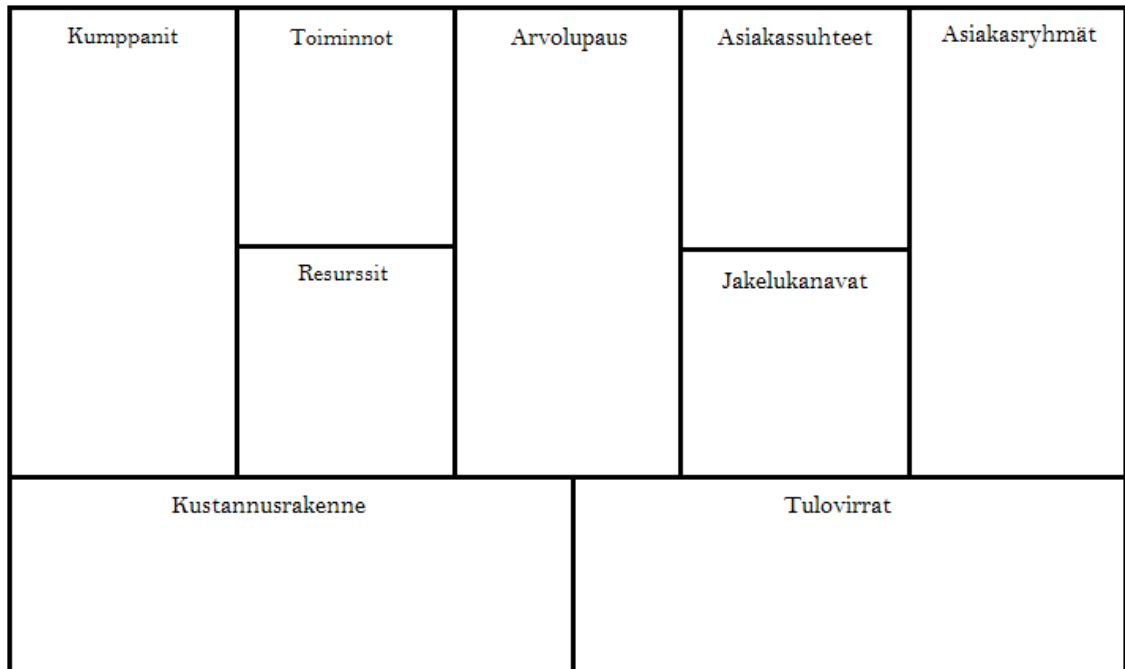 Kumppanit
Toiminnot
Arvolupaus
Asiakassuhteet
Asiakasryhmät
Resurssit
Jakelukanavat
Kustannusrakenne
Tulovirrat